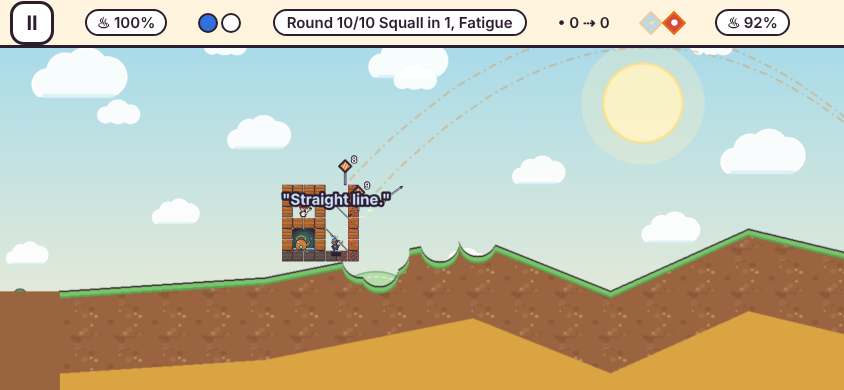 100%
Round 10/10 Squall in 1, Fatigue
• 0 ⇢ 0
92%
8
9
"Straight line."